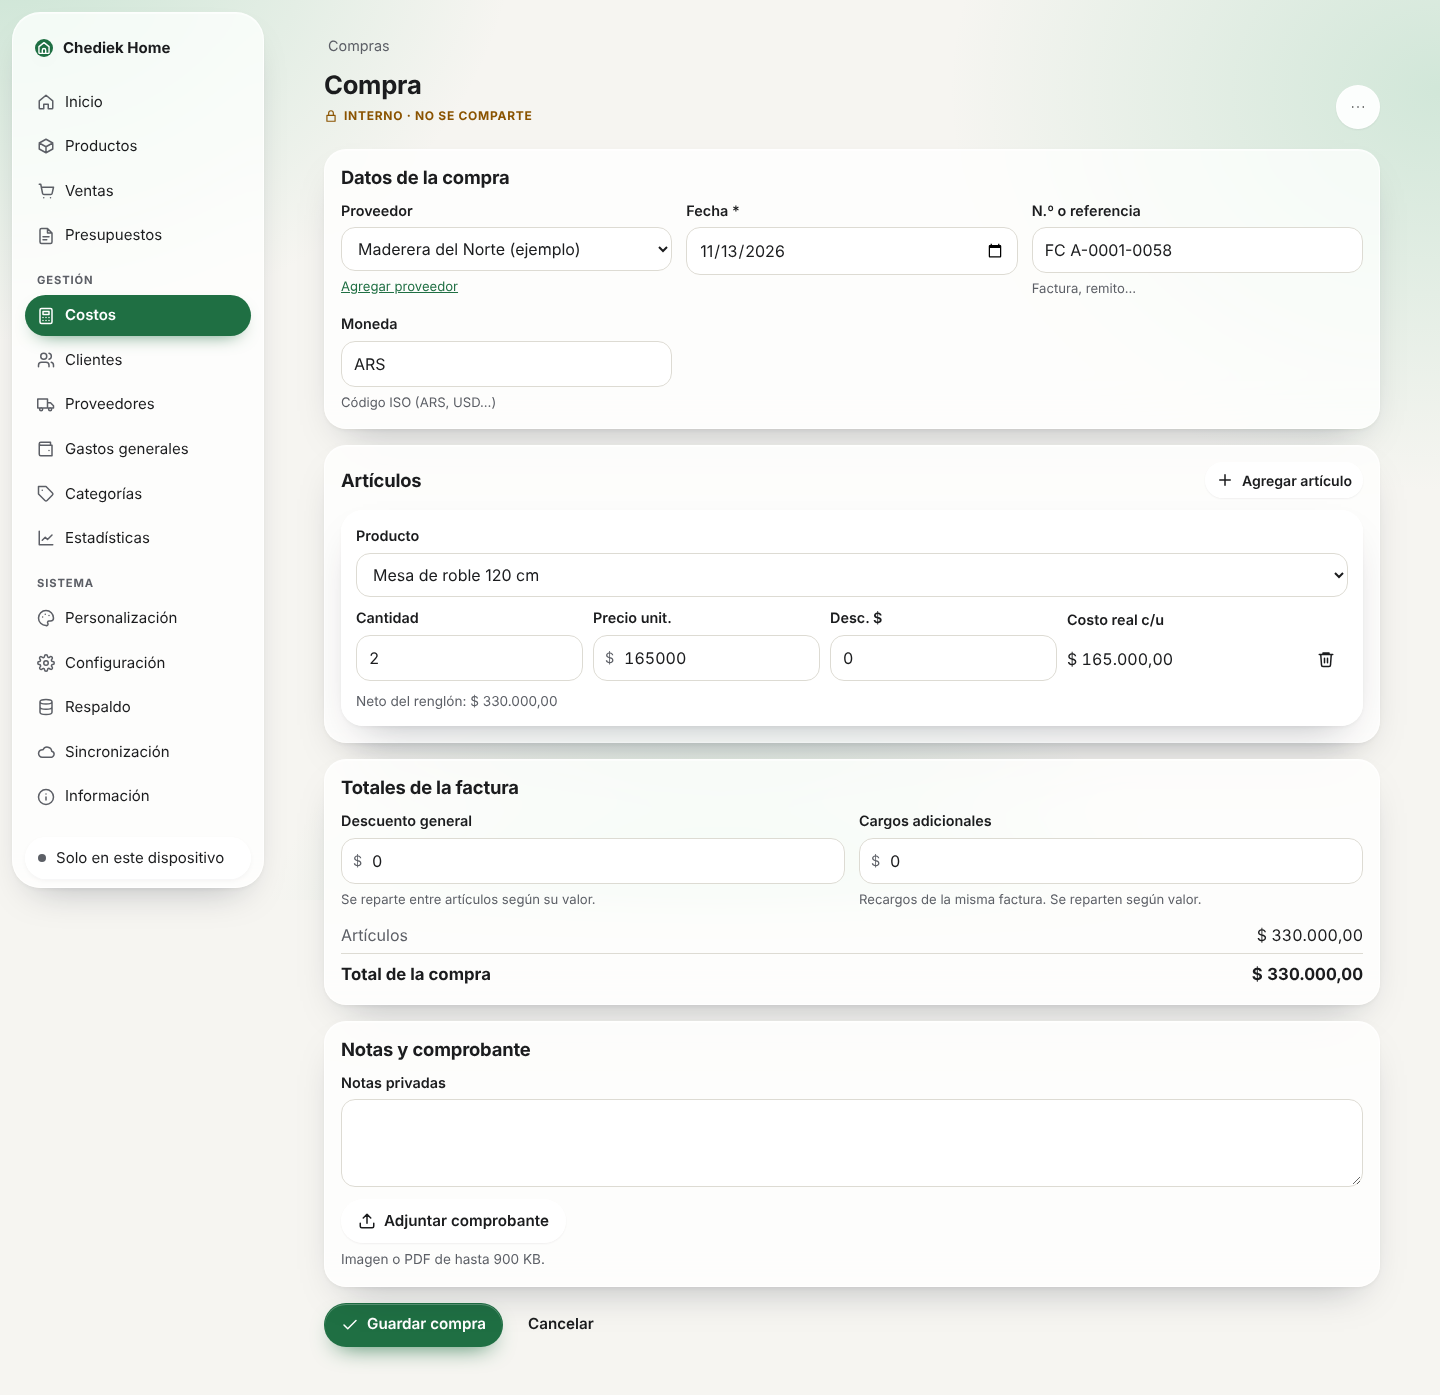 Chediek Home
Inicio
Productos
Ventas
Presupuestos
GESTIÓN
Costos
Clientes
Proveedores
Gastos generales
Categorías
Estadísticas
SISTEMA
Personalización
Configuración
Respaldo
Sincronización
Información
Solo en este dispositivo
Compras
Compra
INTERNO · NO SE COMPARTE
...
Datos de la compra
Proveedor
Maderera del Norte (ejemplo)
Agregar proveedor
Fecha *
11/13/2026
N.º o referencia
FC A-0001-0058
Factura, remito...
Moneda
ARS
Código ISO (ARS, USD...)
Artículos
Agregar artículo
Producto
Mesa de roble 120 cm
Cantidad
2
Precio unit.
$ 165000
Desc. $
0
Costo real c/u
$ 165.000,00
Neto del renglón: $ 330.000,00
Totales de la factura
Descuento general
$ 0
Se reparte entre artículos según su valor.
Cargos adicionales
$ 0
Recargos de la misma factura. Se reparten según valor.
Artículos $ 330.000,00
Total de la compra $ 330.000,00
Notas y comprobante
Notas privadas
Adjuntar comprobante
Imagen o PDF de hasta 900 KB.
Guardar compra
Cancelar